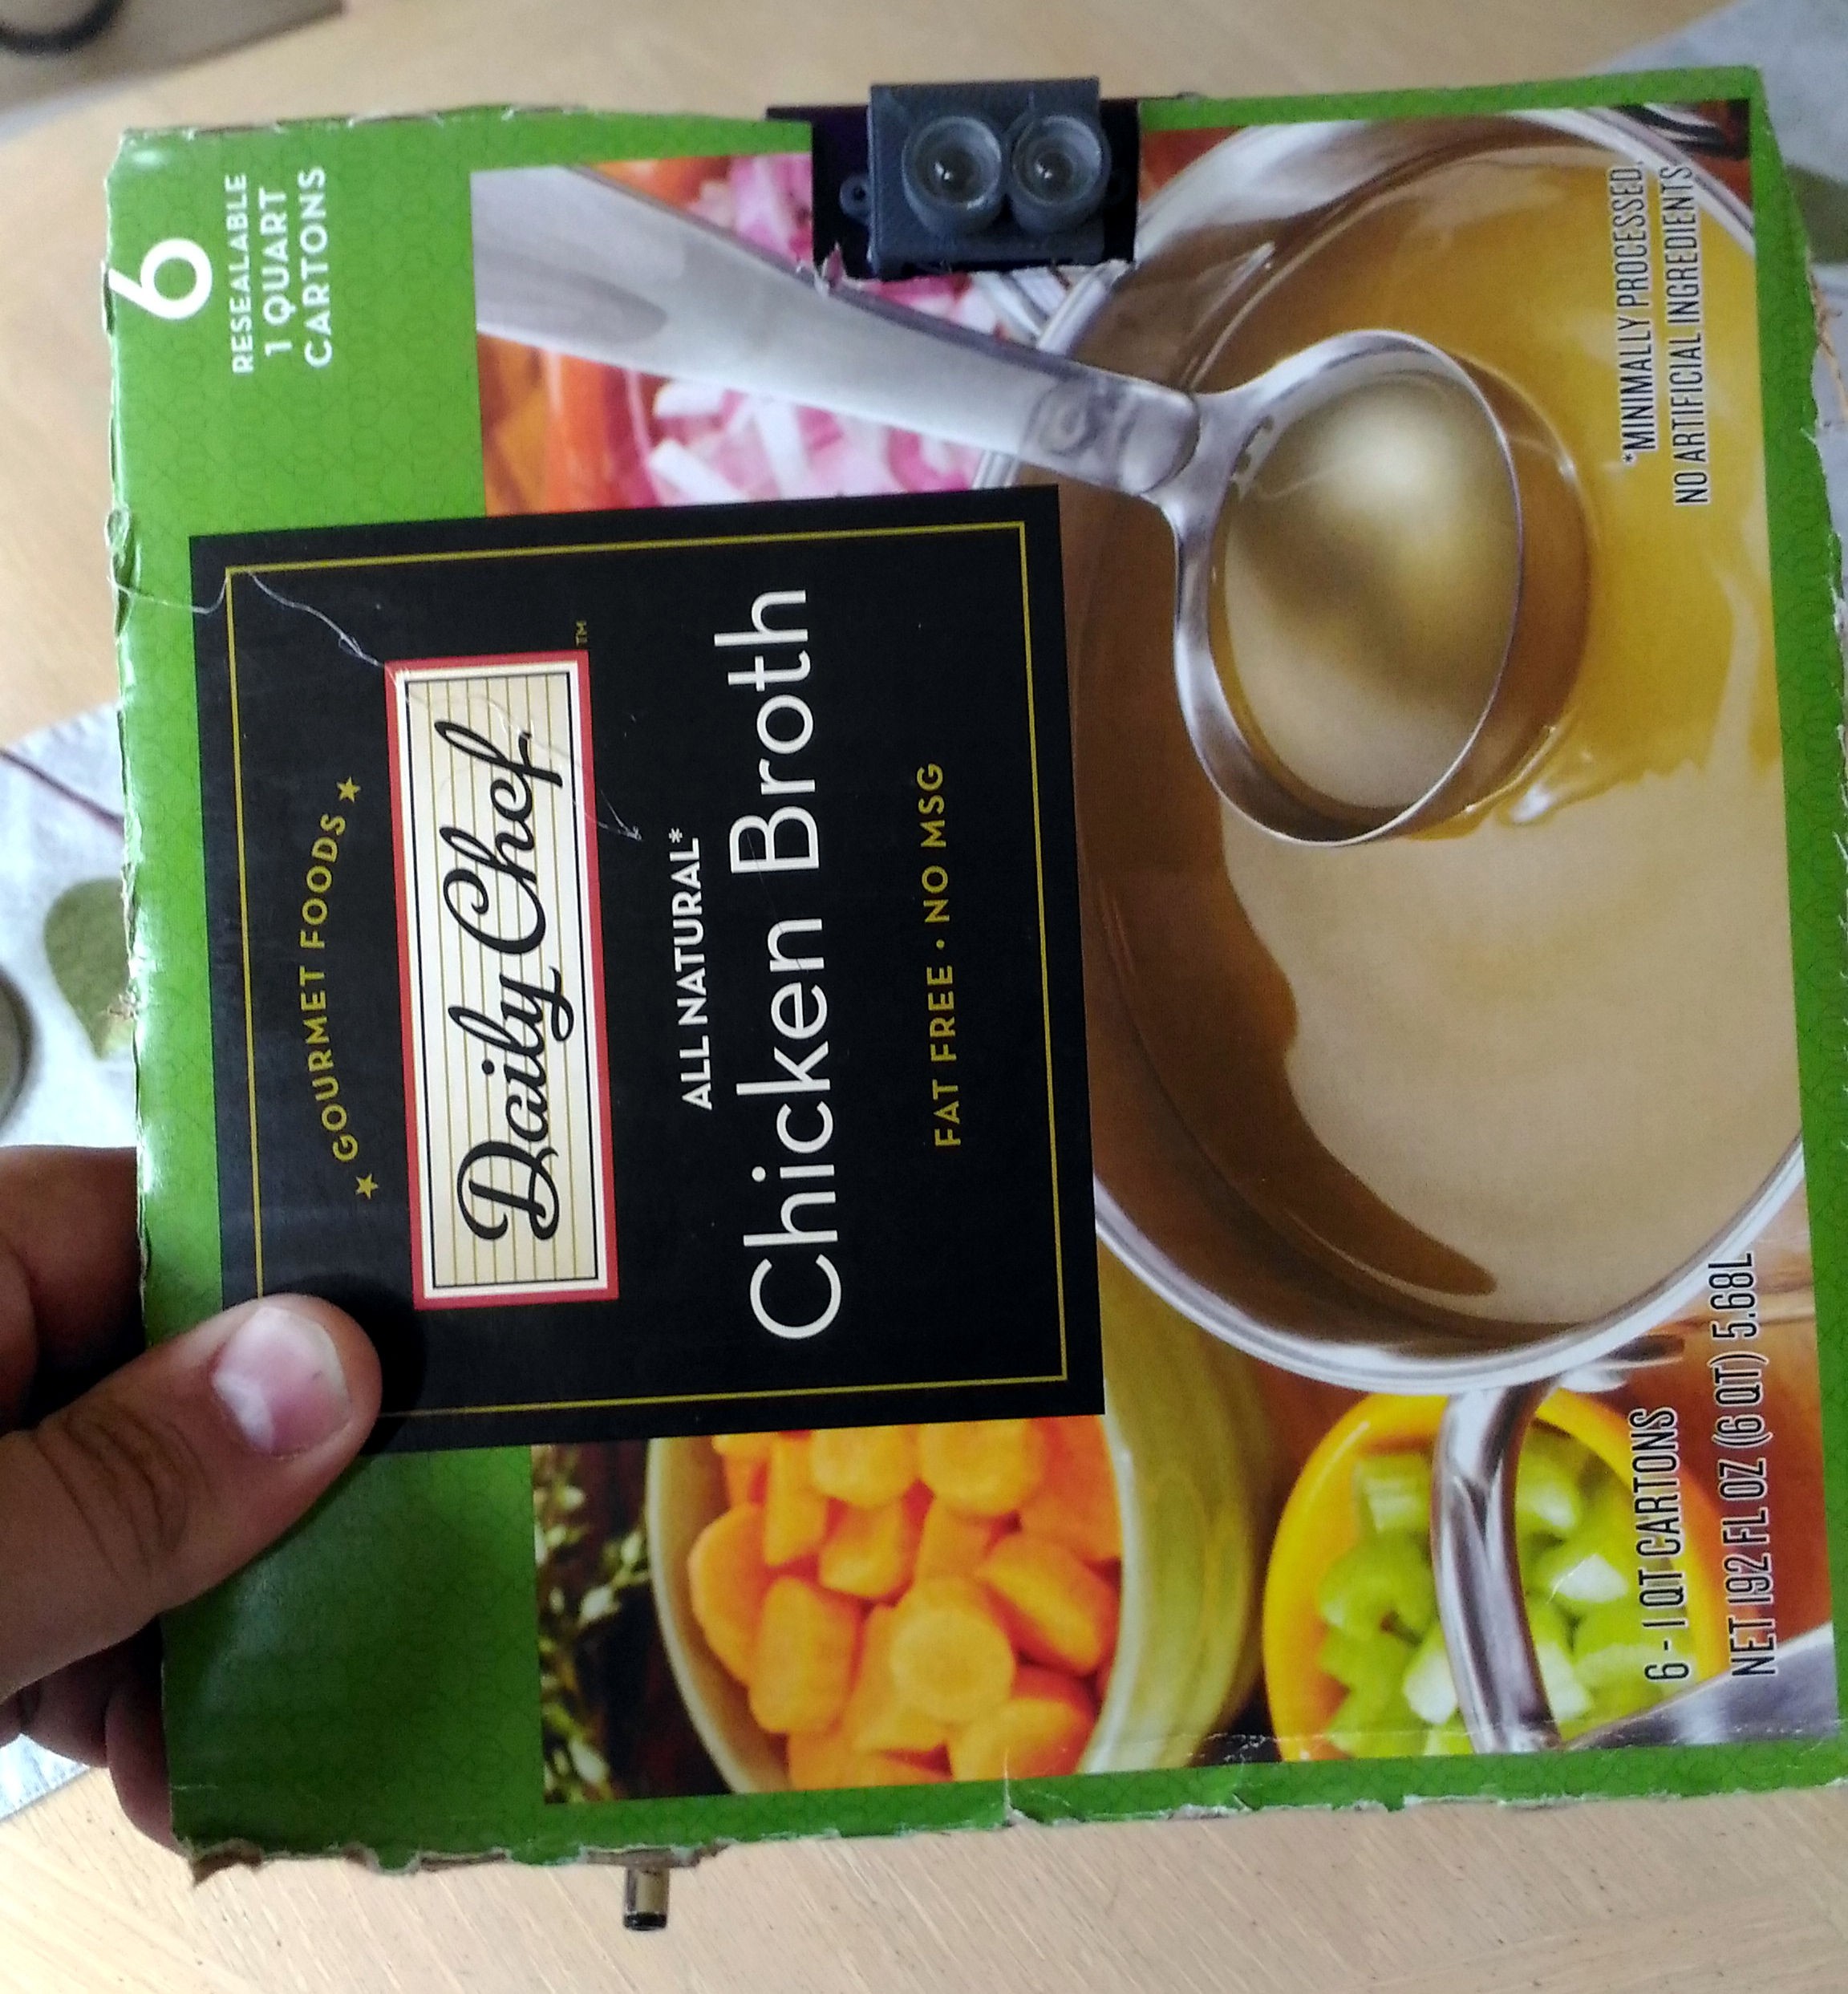 6
RESEALABLE
1 QUART
CARTONS
★ GOURMET FOODS ★
Daily Chef™
ALL NATURAL*
Chicken Broth
FAT FREE • NO MSG
*MINIMALLY PROCESSED,
NO ARTIFICIAL INGREDIENTS
6 - 1 QT CARTONS
NET 192 FL OZ (6 QT) 5.68L